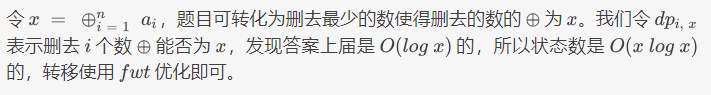 令 x = ⊕ⁿᵢ₌₁ aᵢ，题目可转化为删去最少的数使得删去的数的 ⊕ 为 x。我们令 dpᵢ, ₓ
表示删去 i 个数 ⊕ 能否为 x，发现答案上届是 O(log x) 的，所以状态数是 O(x log x)
的，转移使用 fwt 优化即可。